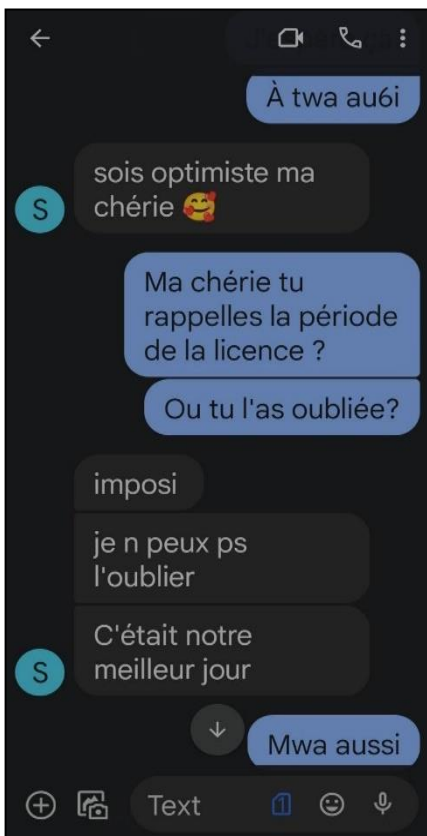 À twa au6i
sois optimiste ma
chérie 🥰
S
Ma chérie tu
rappelles la période
de la licence ?
Ou tu l'as oubliée?
imposi
je n peux ps
l'oublier
C'était notre
meilleur jour
S
Mwa aussi
Text
1